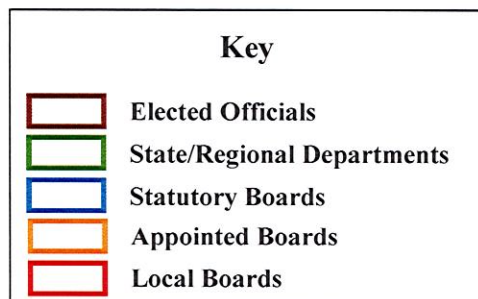 Key
Elected Officials
State/Regional Departments
Statutory Boards
Appointed Boards
Local Boards